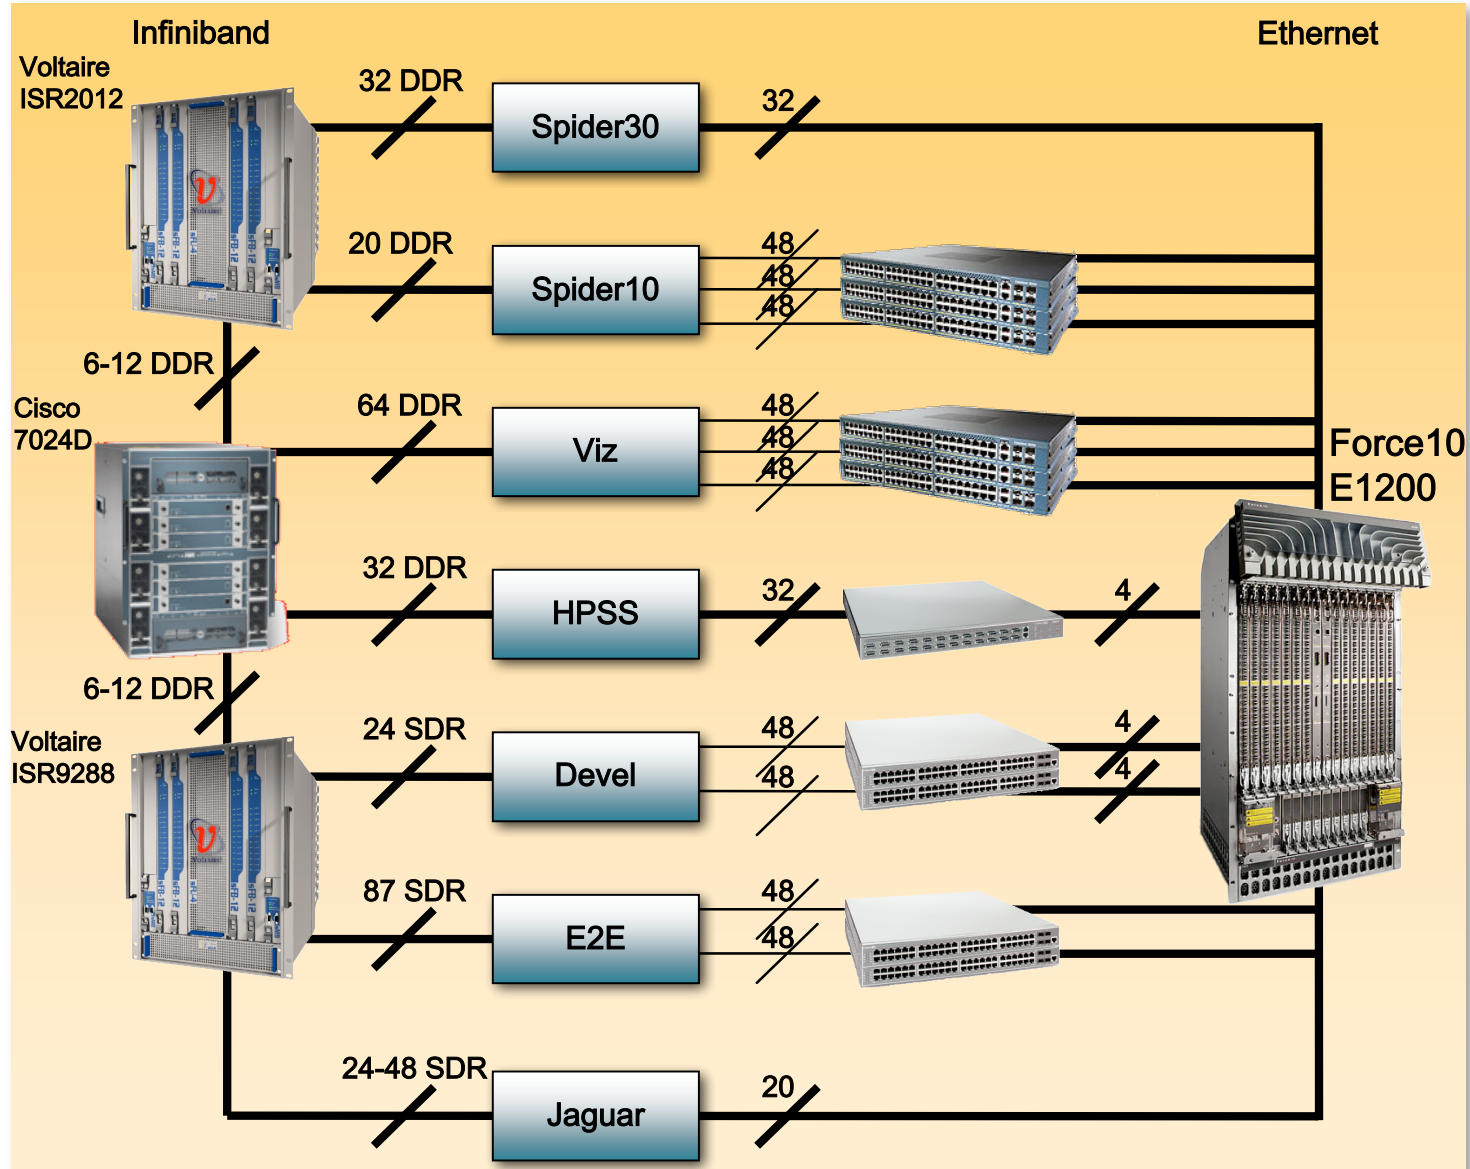 Infiniband
Ethernet
Voltaire
ISR2012
32 DDR
Spider30
32
20 DDR
Spider10
48
48
48
6-12 DDR
Cisco
7024D
64 DDR
Viz
48
48
48
Force10
E1200
32 DDR
HPSS
32
4
6-12 DDR
Voltaire
ISR9288
24 SDR
Devel
48
48
4
4
87 SDR
E2E
48
48
24-48 SDR
Jaguar
20